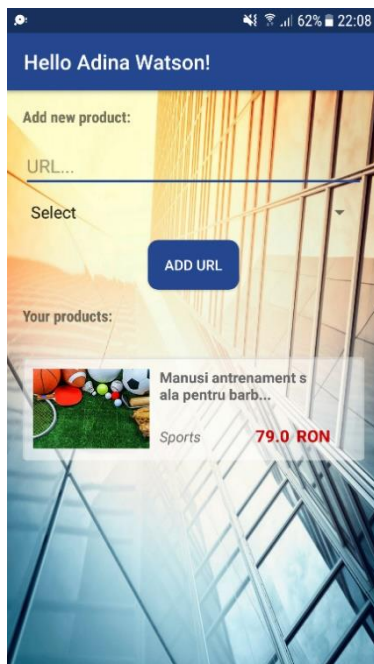 62% 22:08
Hello Adina Watson!
Add new product:
URL...
Select
ADD URL
Your products:
Manusi antrenament s
ala pentru barb...
Sports 79.0 RON